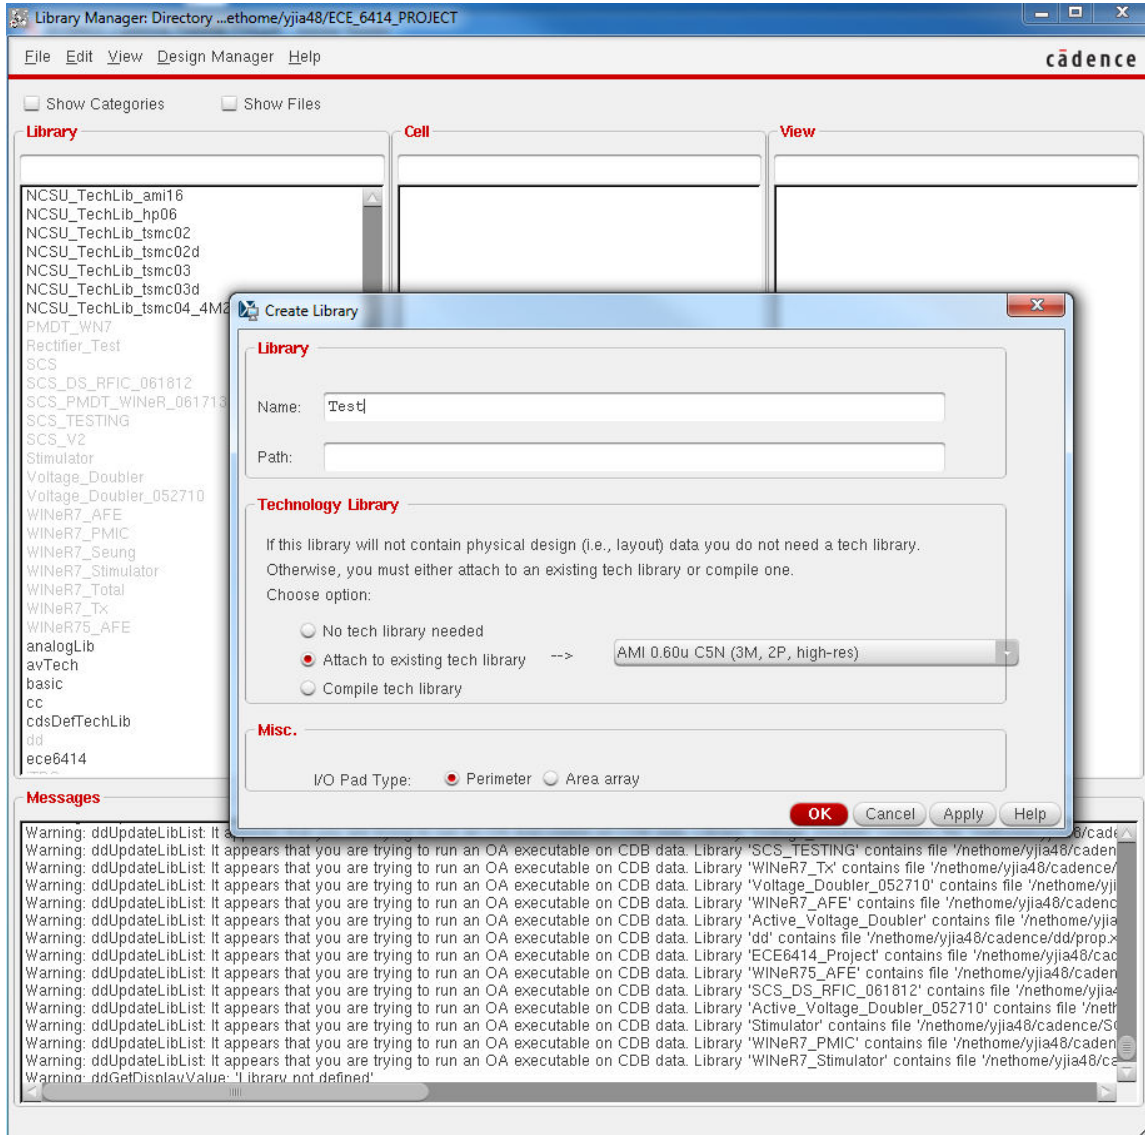 Library Manager: Directory ...ethome/yjia48/ECE_6414_PROJECT
File Edit View Design Manager Help
cādence
Show Categories Show Files
Library
Cell
View
NCSU_TechLib_ami16
NCSU_TechLib_hp06
NCSU_TechLib_tsmc02
NCSU_TechLib_tsmc02d
NCSU_TechLib_tsmc03
NCSU_TechLib_tsmc03d
NCSU_TechLib_tsmc04_4M2
PMDT_WN7
Rectifier_Test
SCS
SCS_DS_RFIC_061812
SCS_PMDT_WINeR_061713
SCS_TESTING
SCS_V2
Stimulator
Voltage_Doubler
Voltage_Doubler_052710
WINeR7_AFE
WINeR7_PMIC
WINeR7_Seung
WINeR7_Stimulator
WINeR7_Total
WINeR7_Tx
WINeR75_AFE
analogLib
avTech
basic
cc
cdsDefTechLib
dd
ece6414
Create Library
Library
Name: Test
Path:
Technology Library
If this library will not contain physical design (i.e., layout) data you do not need a tech library.
Otherwise, you must either attach to an existing tech library or compile one.
Choose option:
No tech library needed
Attach to existing tech library --> AMI 0.60u C5N (3M, 2P, high-res)
Compile tech library
Misc.
I/O Pad Type: Perimeter Area array
OK Cancel Apply Help
Messages
Warning: ddUpdateLibList: It appears that you are trying to run an OA executable on CDB data. Library 'SCS_TESTING' contains file '/nethome/yjia48/caden
Warning: ddUpdateLibList: It appears that you are trying to run an OA executable on CDB data. Library 'WINeR7_Tx' contains file '/nethome/yjia48/cadence/
Warning: ddUpdateLibList: It appears that you are trying to run an OA executable on CDB data. Library 'Voltage_Doubler_052710' contains file '/nethome/yji
Warning: ddUpdateLibList: It appears that you are trying to run an OA executable on CDB data. Library 'WINeR7_AFE' contains file '/nethome/yjia48/cadenc
Warning: ddUpdateLibList: It appears that you are trying to run an OA executable on CDB data. Library 'Active_Voltage_Doubler' contains file '/nethome/yjia
Warning: ddUpdateLibList: It appears that you are trying to run an OA executable on CDB data. Library 'dd' contains file '/nethome/yjia48/cadence/dd/prop.x
Warning: ddUpdateLibList: It appears that you are trying to run an OA executable on CDB data. Library 'ECE6414_Project' contains file '/nethome/yjia48/cad
Warning: ddUpdateLibList: It appears that you are trying to run an OA executable on CDB data. Library 'WINeR75_AFE' contains file '/nethome/yjia48/caden
Warning: ddUpdateLibList: It appears that you are trying to run an OA executable on CDB data. Library 'SCS_DS_RFIC_061812' contains file '/nethome/yjia4
Warning: ddUpdateLibList: It appears that you are trying to run an OA executable on CDB data. Library 'Active_Voltage_Doubler_052710' contains file '/neth
Warning: ddUpdateLibList: It appears that you are trying to run an OA executable on CDB data. Library 'Stimulator' contains file '/nethome/yjia48/cadence/SC
Warning: ddUpdateLibList: It appears that you are trying to run an OA executable on CDB data. Library 'WINeR7_PMIC' contains file '/nethome/yjia48/caden
Warning: ddUpdateLibList: It appears that you are trying to run an OA executable on CDB data. Library 'WINeR7_Stimulator' contains file '/nethome/yjia48/ca
Warning: ddGetDisplayValue: 'Library not defined'